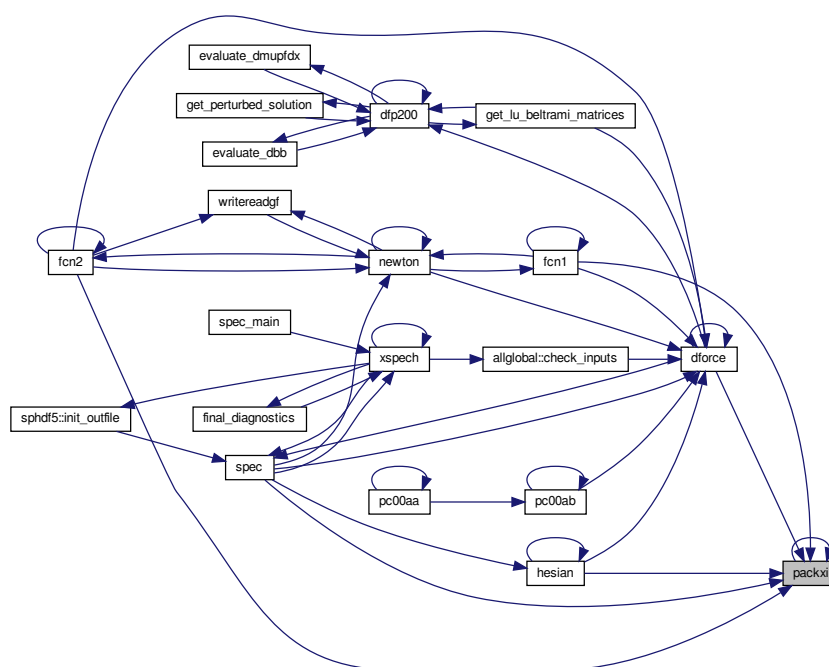 evaluate_dmupfdx
get_perturbed_solution
dfp200
get_lu_beltrami_matrices
evaluate_dbb
writereadgf
fcn2
newton
fcn1
spec_main
xspech
allglobal::check_inputs
dforce
sphdf5::init_outfile
final_diagnostics
spec
pc00aa
pc00ab
hesian
packxi